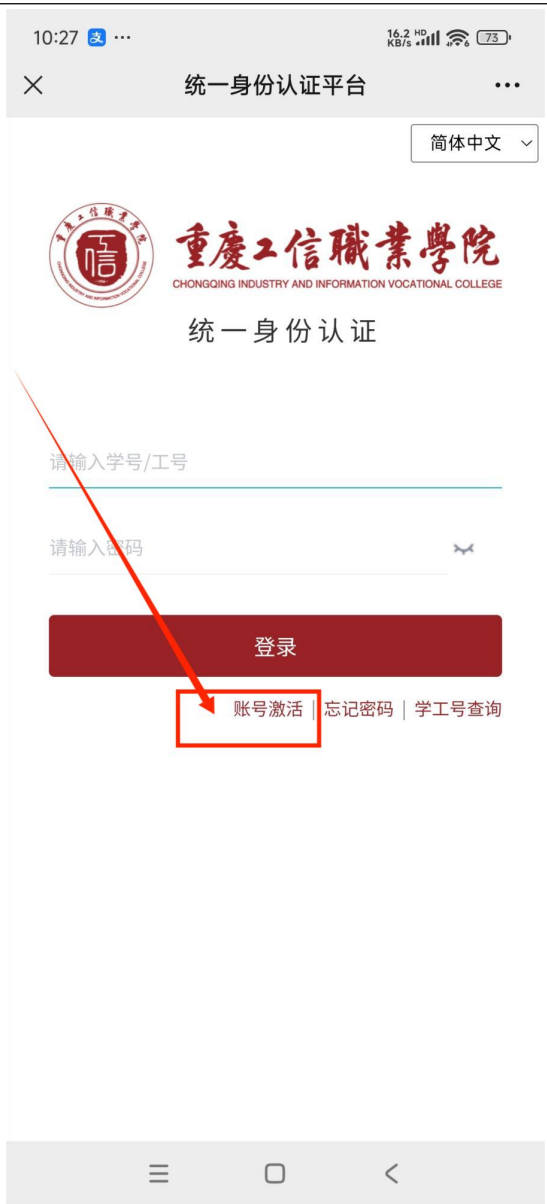 10:27 支 ···
16.2 KB/s HD 73
统一身份认证平台
简体中文
重庆工信職業學院
CHONGQING INDUSTRY AND INFORMATION VOCATIONAL COLLEGE
统一身份认证
请输入学号/工号
请输入密码
登录
账号激活 | 忘记密码 | 学工号查询